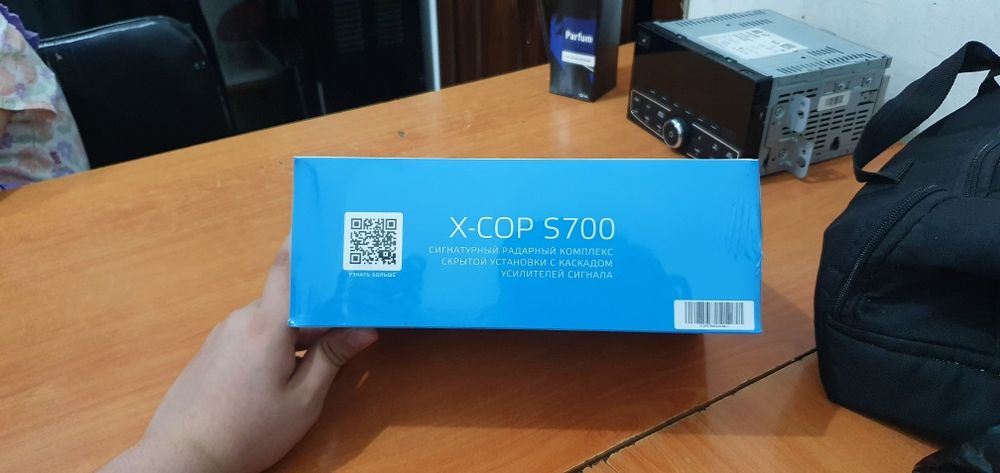 Parfum
X-COP S700
СИГНАТУРНЫЙ РАДАРНЫЙ КОМПЛЕКС
СКРЫТОЙ УСТАНОВКИ С КАСКАДОМ
УСИЛИТЕЛЕЙ СИГНАЛА
УЗНАТЬ БОЛЬШЕ